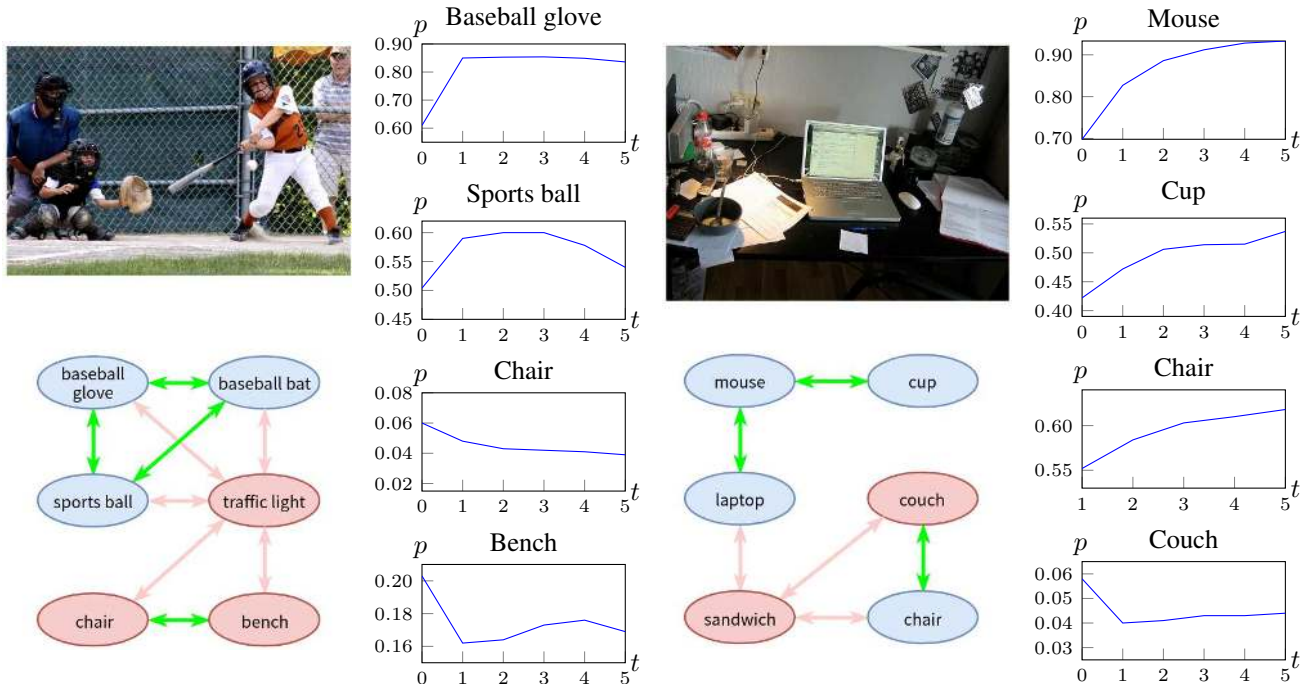 Baseball glove
p
0.90
0.80
0.60
0 1 2 3 4 5 t
Sports ball
p
0.60
0.55
0.50
0.45
0 1 2 3 4 5 t
Chair
p
0.08
0.06
0.04
0.02
0 1 2 3 4 5 t
Bench
p
0.20
0.18
0.16
0 1 2 3 4 5 t
baseball
glove
baseball bat
sports ball
traffic light
chair
bench
Mouse
p
0.90
0.80
0.70
0 1 2 3 4 5 t
Cup
p
0.55
0.50
0.45
0.40
0 1 2 3 4 5 t
Chair
p
0.60
0.55
1 2 3 4 5 t
Couch
p
0.06
0.05
0.04
0.03
0 1 2 3 4 5 t
mouse
cup
laptop
couch
sandwich
chair